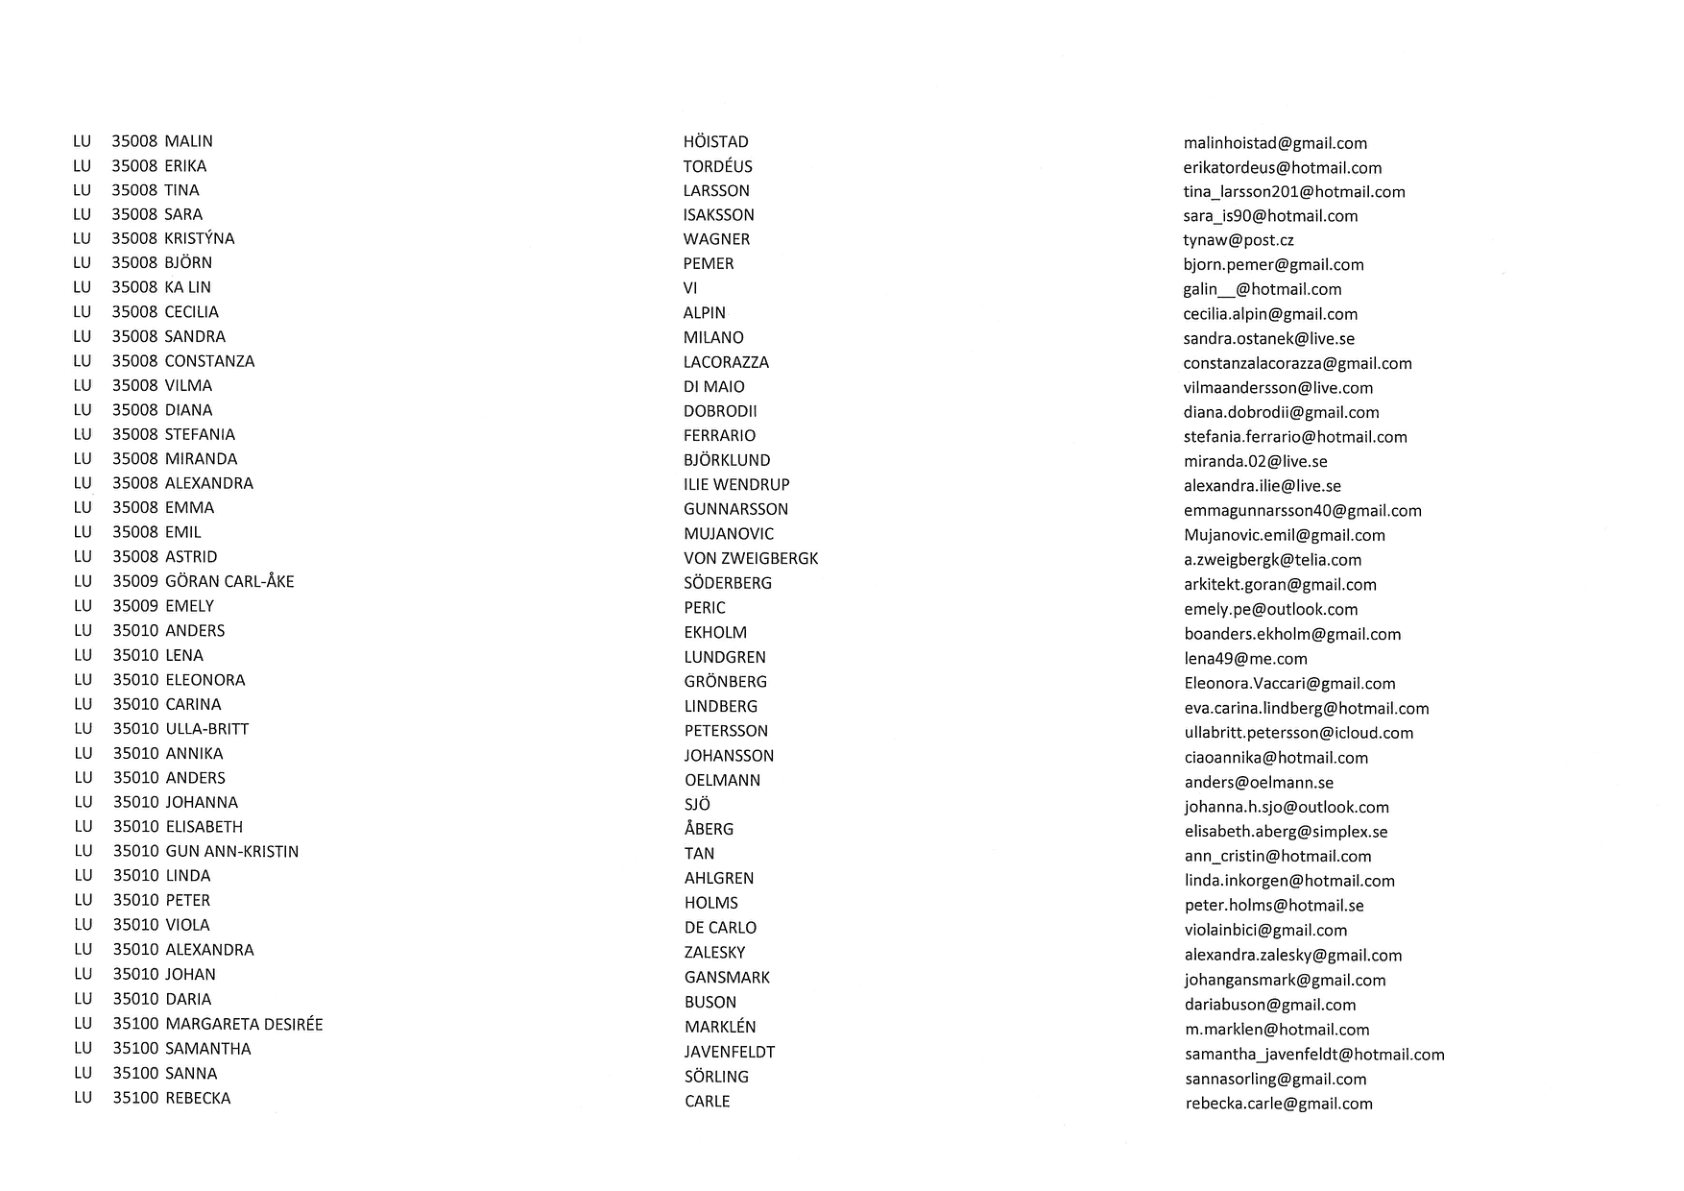 LU 35008 MALIN HÖISTAD malinhoistad@gmail.com
LU 35008 ERIKA TORDÉUS erikatordeus@hotmail.com
LU 35008 TINA LARSSON tina_larsson201@hotmail.com
LU 35008 SARA ISAKSSON sara_is90@hotmail.com
LU 35008 KRISTÝNA WAGNER tynaw@post.cz
LU 35008 BJÖRN PEMER bjorn.pemer@gmail.com
LU 35008 KA LIN VI galin__@hotmail.com
LU 35008 CECILIA ALPIN cecilia.alpin@gmail.com
LU 35008 SANDRA MILANO sandra.ostanek@live.se
LU 35008 CONSTANZA LACORAZZA constanzalacorazza@gmail.com
LU 35008 VILMA DI MAIO vilmaandersson@live.com
LU 35008 DIANA DOBRODII diana.dobrodii@gmail.com
LU 35008 STEFANIA FERRARIO stefania.ferrario@hotmail.com
LU 35008 MIRANDA BJÖRKLUND miranda.02@live.se
LU 35008 ALEXANDRA ILIE WENDRUP alexandra.ilie@live.se
LU 35008 EMMA GUNNARSSON emmagunnarsson40@gmail.com
LU 35008 EMIL MUJANOVIC Mujanovic.emil@gmail.com
LU 35008 ASTRID VON ZWEIGBERGK a.zweigbergk@telia.com
LU 35009 GÖRAN CARL-ÅKE SÖDERBERG arkitekt.goran@gmail.com
LU 35009 EMELY PERIC emely.pe@outlook.com
LU 35010 ANDERS EKHOLM boanders.ekholm@gmail.com
LU 35010 LENA LUNDGREN lena49@me.com
LU 35010 ELEONORA GRÖNBERG Eleonora.Vaccari@gmail.com
LU 35010 CARINA LINDBERG eva.carina.lindberg@hotmail.com
LU 35010 ULLA-BRITT PETERSSON ullabritt.petersson@icloud.com
LU 35010 ANNIKA JOHANSSON ciaoannika@hotmail.com
LU 35010 ANDERS OELMANN anders@oelmann.se
LU 35010 JOHANNA SJÖ johanna.h.sjo@outlook.com
LU 35010 ELISABETH ÅBERG elisabeth.aberg@simplex.se
LU 35010 GUN ANN-KRISTIN TAN ann_cristin@hotmail.com
LU 35010 LINDA AHLGREN linda.inkorgen@hotmail.com
LU 35010 PETER HOLMS peter.holms@hotmail.se
LU 35010 VIOLA DE CARLO violainbici@gmail.com
LU 35010 ALEXANDRA ZALESKY alexandra.zalesky@gmail.com
LU 35010 JOHAN GANSMARK johangansmark@gmail.com
LU 35010 DARIA BUSON dariabuson@gmail.com
LU 35100 MARGARETA DESIRÉE MARKLÉN m.marklen@hotmail.com
LU 35100 SAMANTHA JAVENFELDT samantha_javenfeldt@hotmail.com
LU 35100 SANNA SÖRLING sannasorling@gmail.com
LU 35100 REBECKA CARLE rebecka.carle@gmail.com